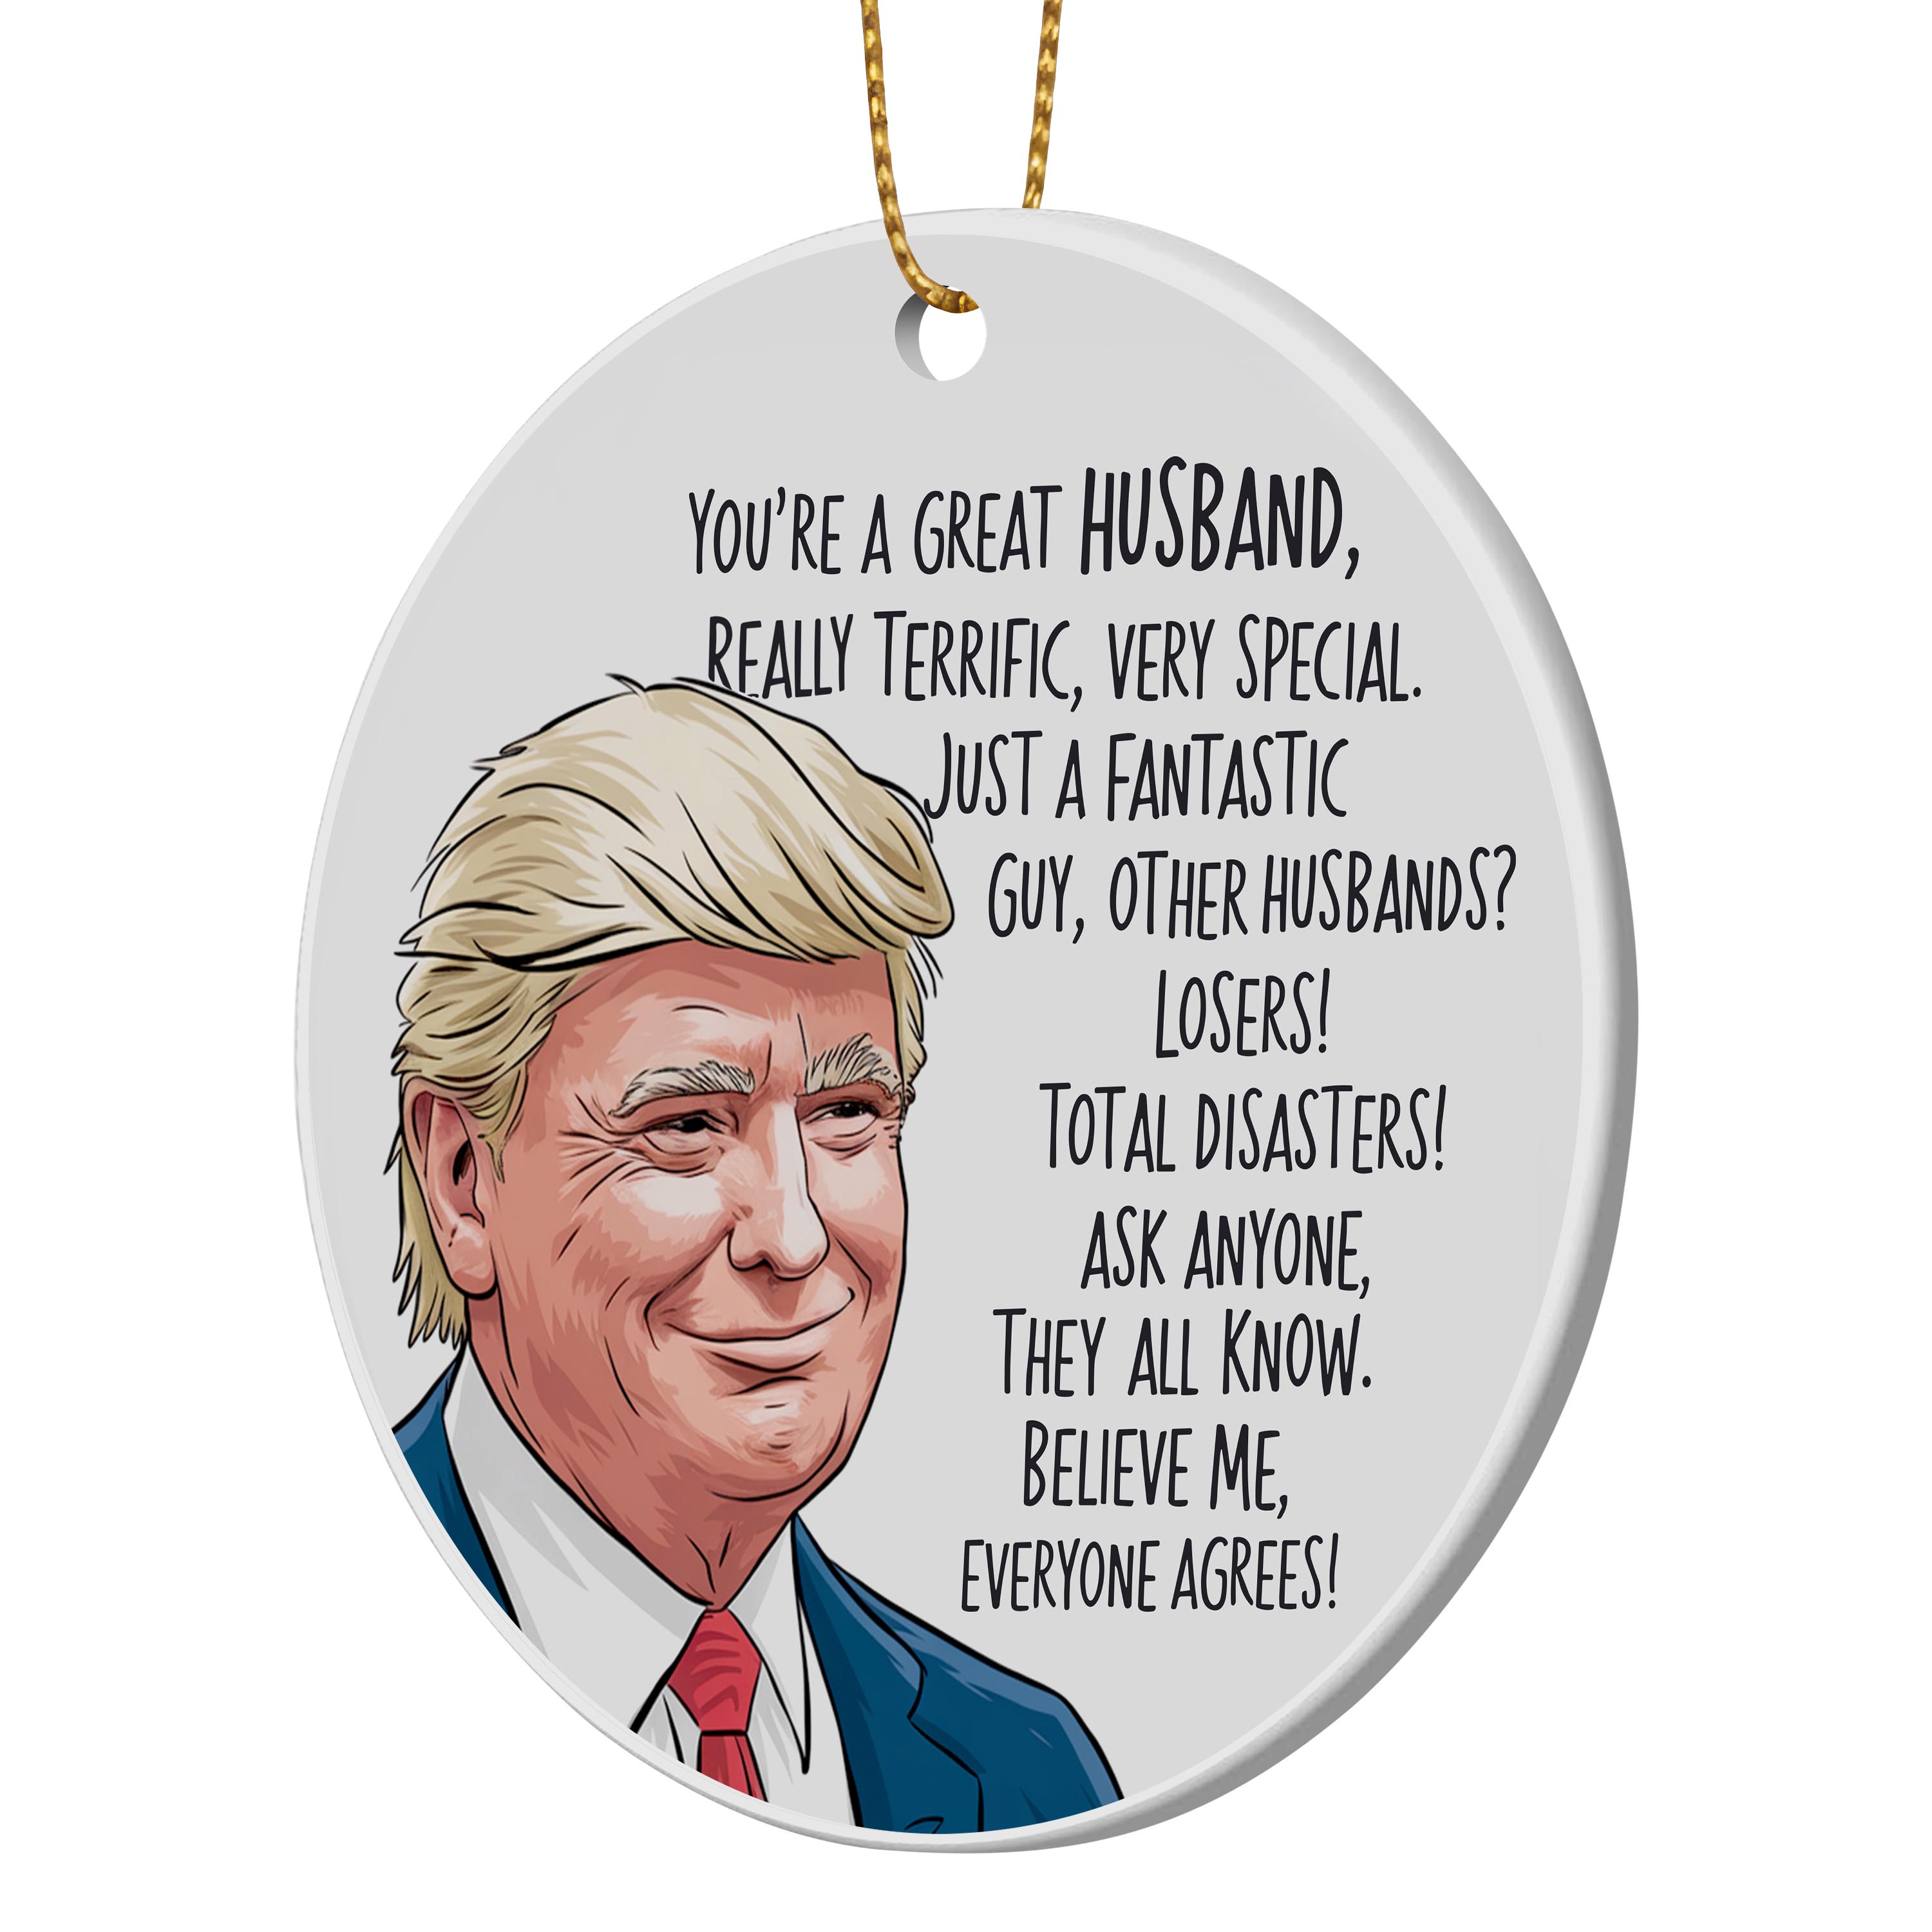 You're a great HUSBAND,
Really Terrific, very special.
Just a fantastic
guy, other husbands?
Losers!
Total disasters!
Ask anyone,
They all know.
Believe Me,
everyone agrees!